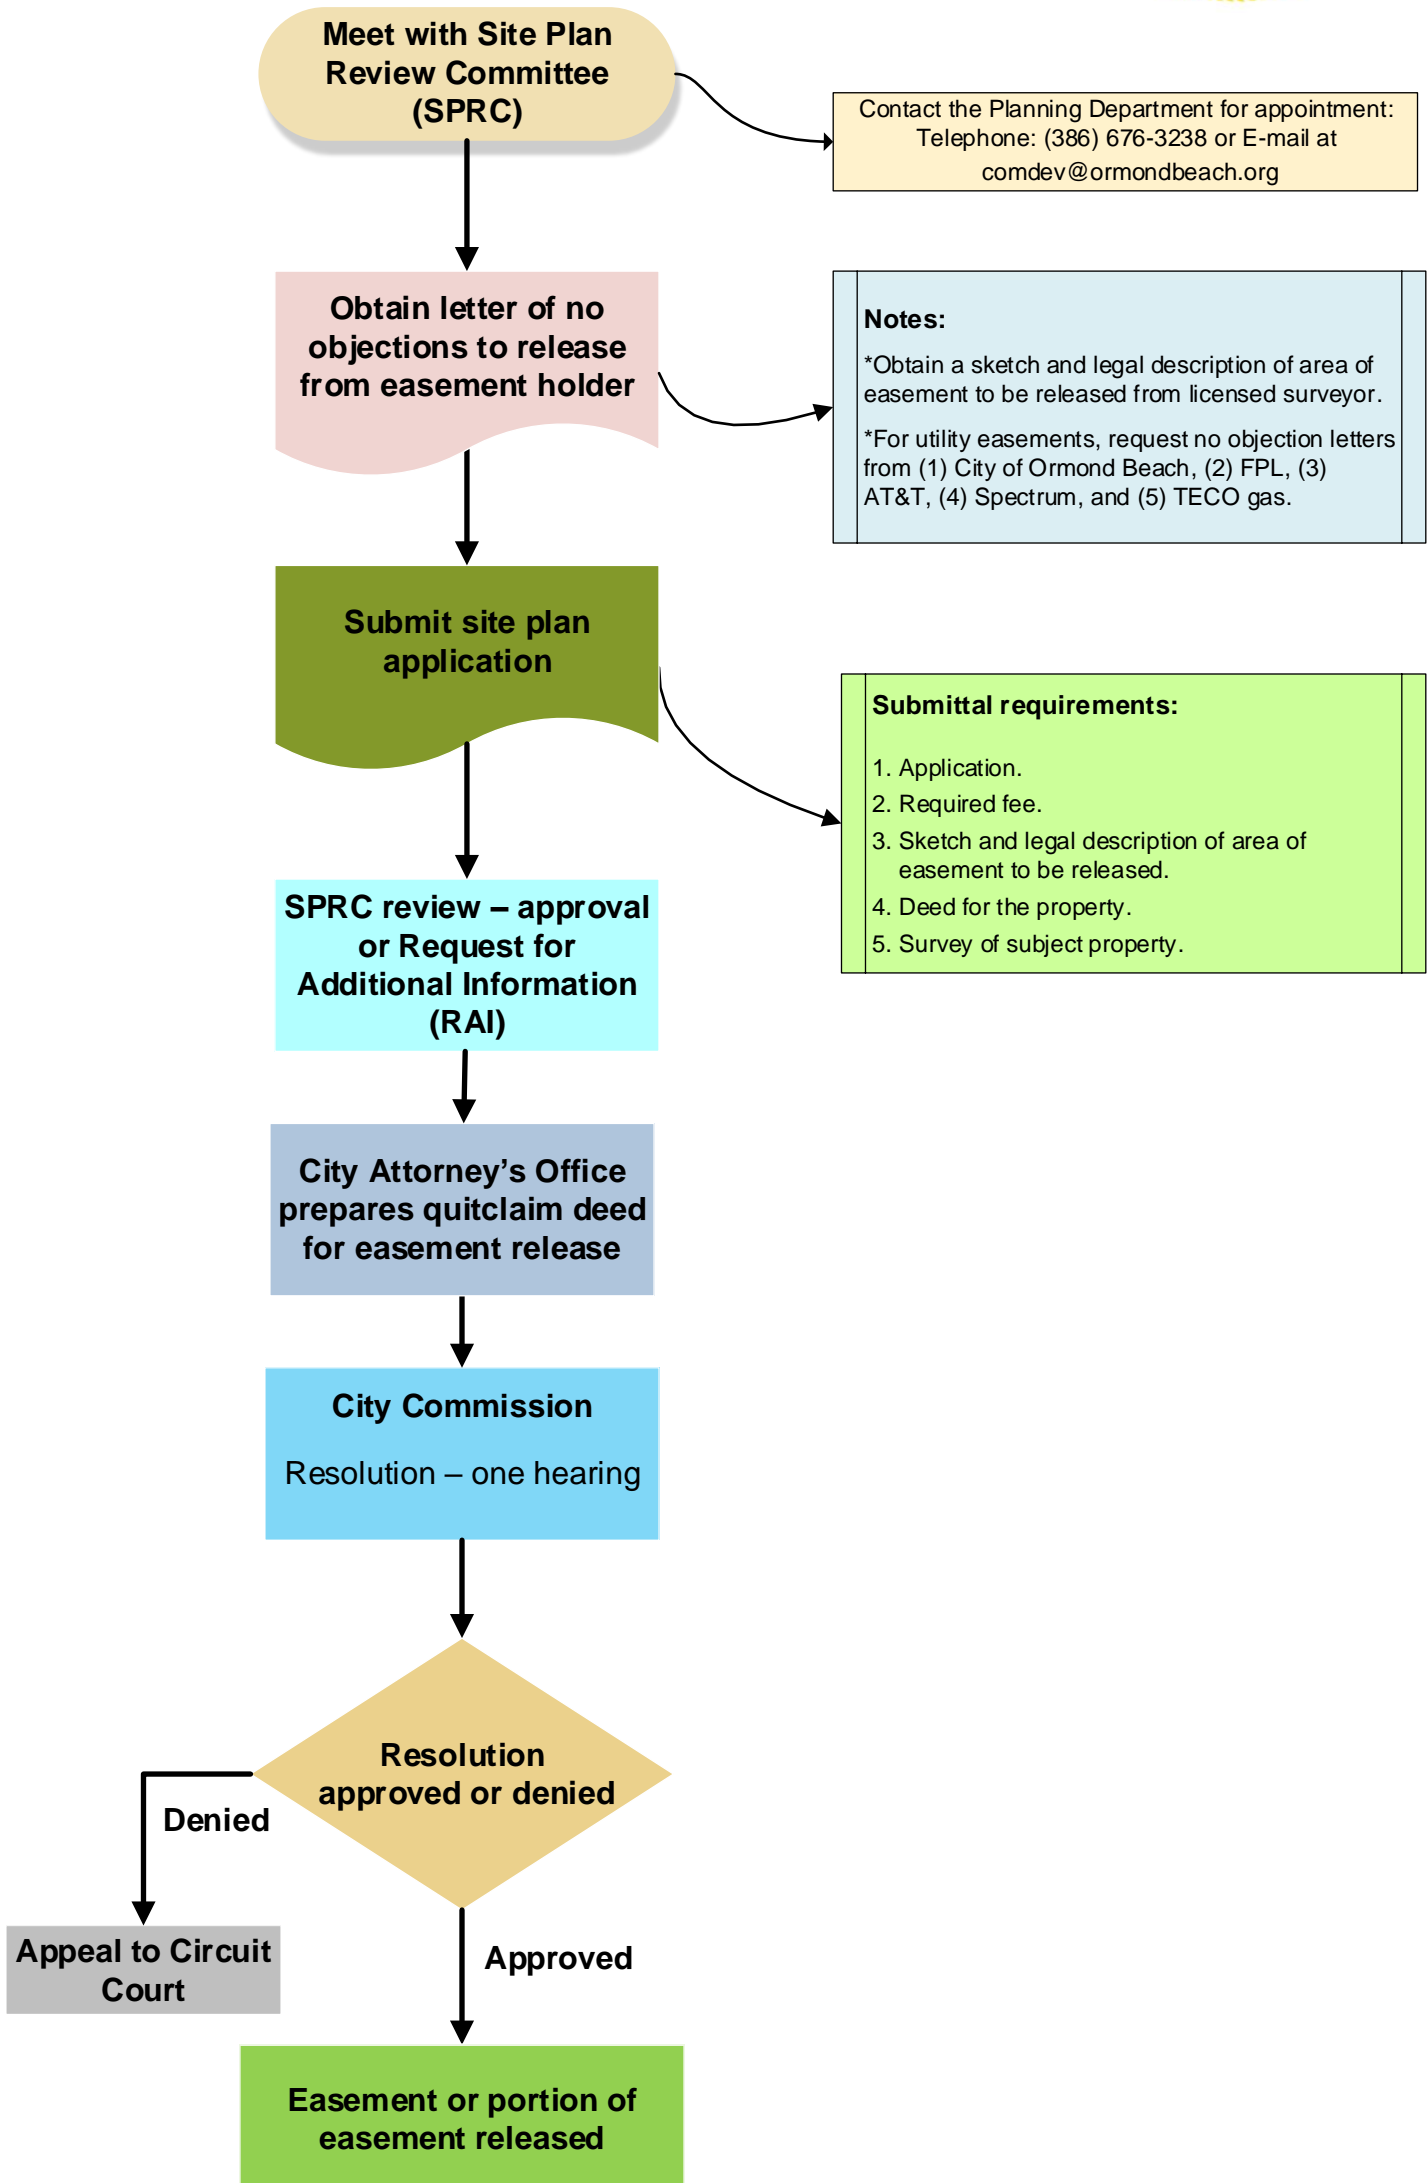 Meet with Site Plan
Review Committee
(SPRC)
Contact the Planning Department for appointment:
Telephone: (386) 676-3238 or E-mail at
comdev@ormondbeach.org
Obtain letter of no
objections to release
from easement holder
Notes:
*Obtain a sketch and legal description of area of
easement to be released from licensed surveyor.
*For utility easements, request no objection letters
from (1) City of Ormond Beach, (2) FPL, (3)
AT&T, (4) Spectrum, and (5) TECO gas.
Submit site plan
application
Submittal requirements:
1. Application.
2. Required fee.
3. Sketch and legal description of area of
easement to be released.
4. Deed for the property.
5. Survey of subject property.
SPRC review – approval
or Request for
Additional Information
(RAI)
City Attorney’s Office
prepares quitclaim deed
for easement release
City Commission
Resolution – one hearing
Resolution
approved or denied
Denied
Appeal to Circuit
Court
Approved
Easement or portion of
easement released